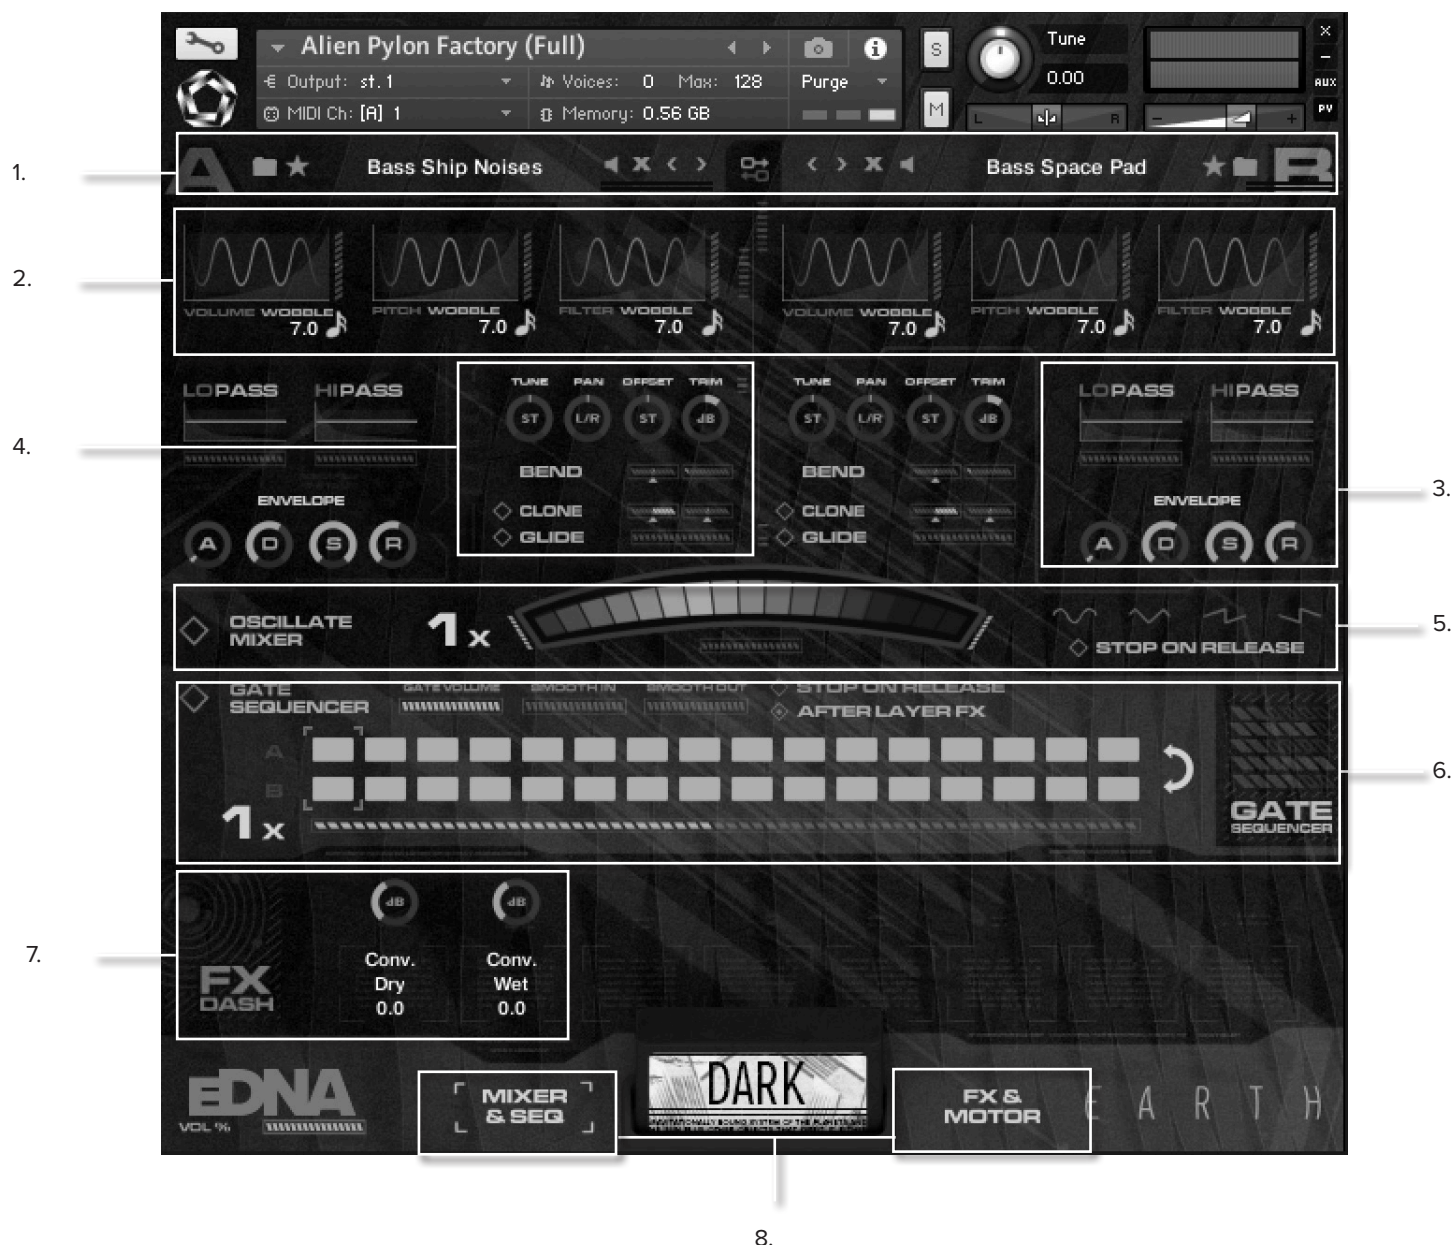 Alien Pylon Factory (Full)
S
Tune
X
Output: st. 1
Voices: 0 Max: 128
Purge
0.00
AUX
MIDI Ch: [A] 1
Memory: 0.56 GB
M
L
R
PV
1.
A
Bass Ship Noises
X
X
Bass Space Pad
B
2.
VOLUME WOBBLE
PITCH WOBBLE
FILTER WOBBLE
VOLUME WOBBLE
PITCH WOBBLE
FILTER WOBBLE
7.0
7.0
7.0
7.0
7.0
7.0
LOPASS
HIPASS
TUNE
PAN
OFFSET
TRIM
TUNE
PAN
OFFSET
TRIM
LOPASS
HIPASS
ST
L/R
ST
dB
ST
L/R
ST
dB
4.
BEND
BEND
3.
ENVELOPE
CLONE
CLONE
ENVELOPE
GLIDE
GLIDE
A
D
S
R
A
D
S
R
OSCILLATE
MIXER
1x
STOP ON RELEASE
5.
GATE
SEQUENCER
GATE VOLUME
SMOOTH IN
SMOOTH OUT
STOP ON RELEASE
AFTER LAYER FX
A
B
1x
GATE
SEQUENCER
6.
dB
dB
7.
FX
DASH
Conv.
Dry
0.0
Conv.
Wet
0.0
eDNA
VOL %
MIXER
& SEQ
DARK
FX &
MOTOR
EARTH
8.